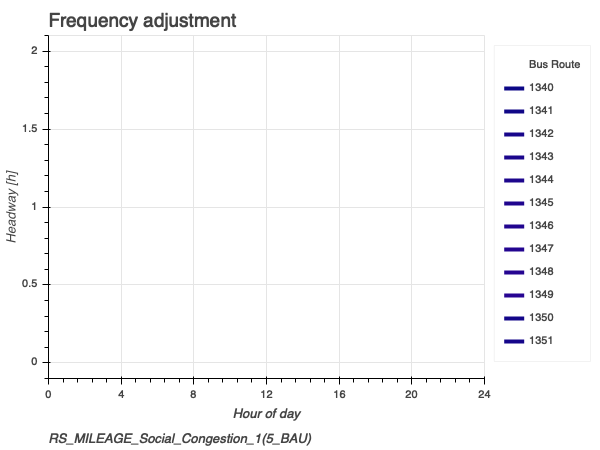 Frequency adjustment
2
1.5
1
0.5
0
Headway [h]
0 4 8 12 16 20 24
Hour of day
RS_MILEAGE_Social_Congestion_1(5_BAU)
Bus Route
1340
1341
1342
1343
1344
1345
1346
1347
1348
1349
1350
1351